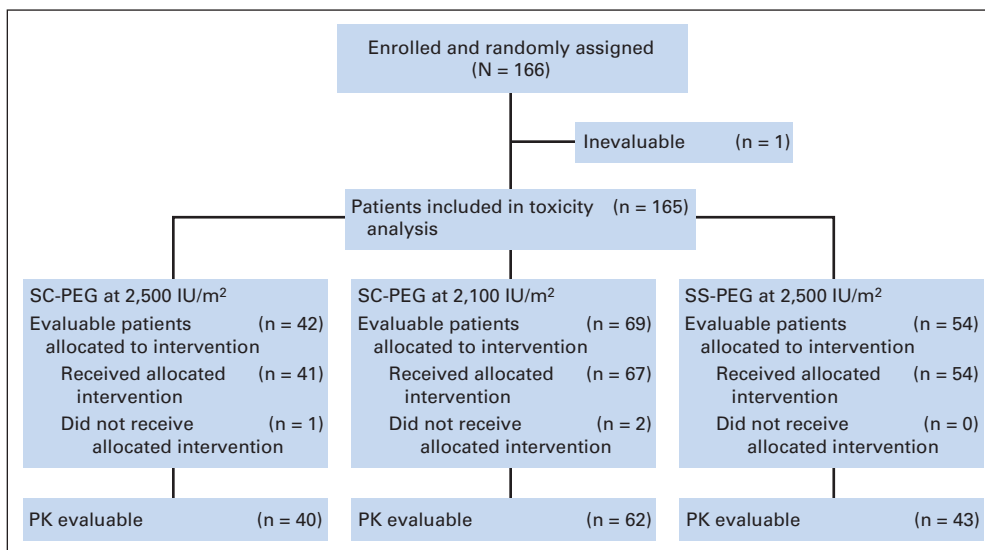 Enrolled and randomly assigned
(N = 166)
Inevaluable (n = 1)
Patients included in toxicity (n = 165)
analysis
SC-PEG at 2,500 IU/m²
Evaluable patients (n = 42)
allocated to intervention
Received allocated (n = 41)
intervention
Did not receive (n = 1)
allocated intervention
SC-PEG at 2,100 IU/m²
Evaluable patients (n = 69)
allocated to intervention
Received allocated (n = 67)
intervention
Did not receive (n = 2)
allocated intervention
SS-PEG at 2,500 IU/m²
Evaluable patients (n = 54)
allocated to intervention
Received allocated (n = 54)
intervention
Did not receive (n = 0)
allocated intervention
PK evaluable (n = 40)
PK evaluable (n = 62)
PK evaluable (n = 43)